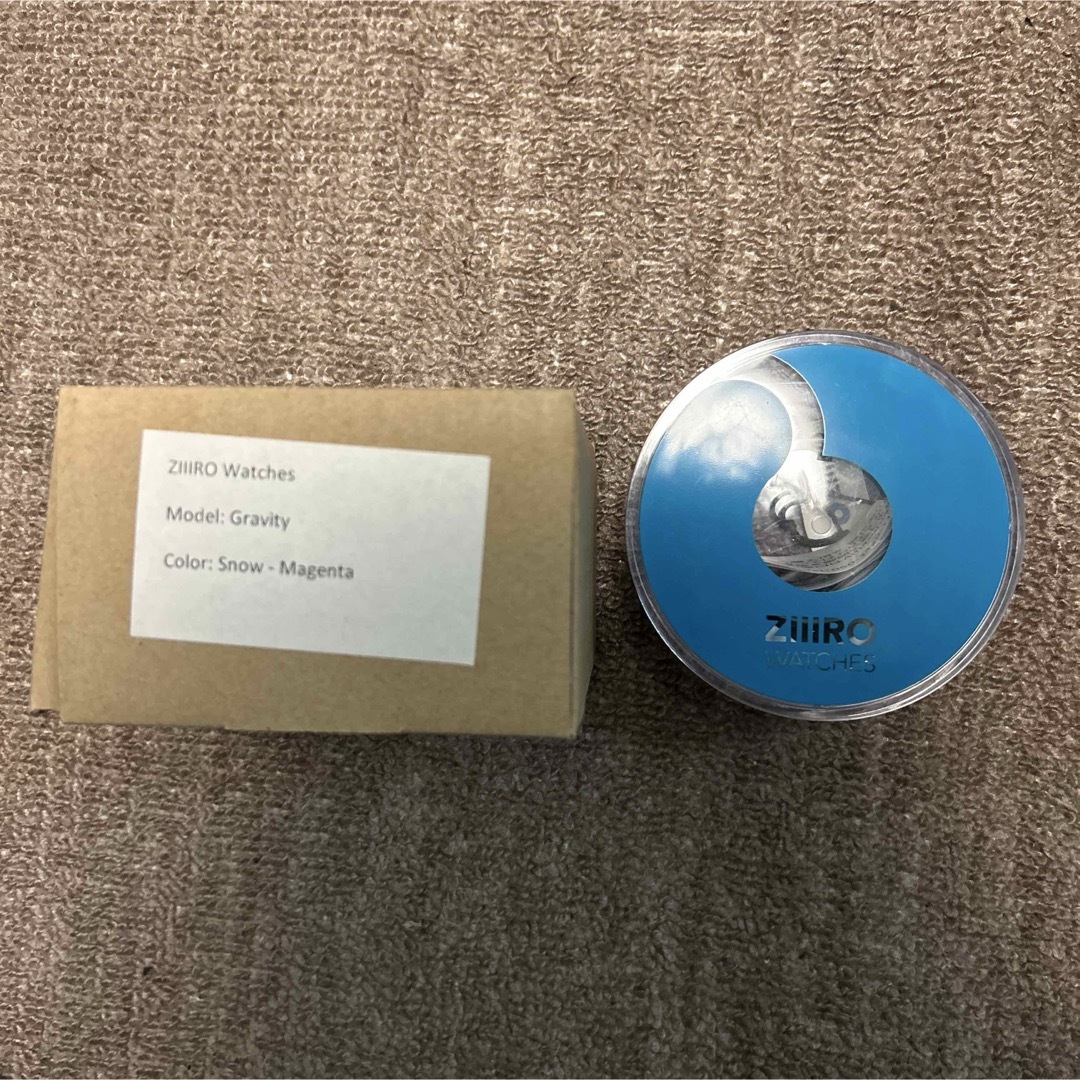 ZIIIRO Watches
Model: Gravity
Color: Snow - Magenta
ZIIIRO
WATCHES